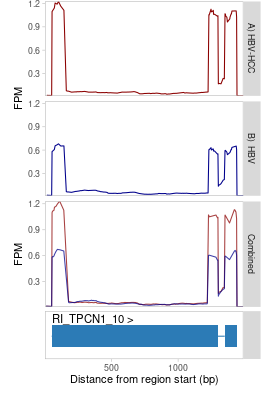 1.2
0.9
0.6
0.3
FPM
A) HBV-HCC
1.2
0.9
0.6
0.3
B) HBV
1.2
0.9
0.6
0.3
FPM
Combined
RI_TPCN1_10 >
500 1000
Distance from region start (bp)